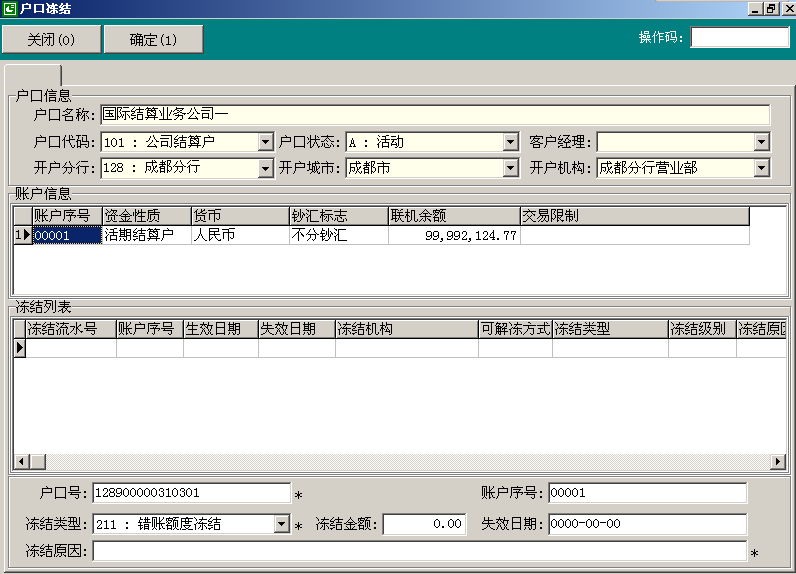 户口冻结
关闭(0) 确定(1) 操作码:
户口信息
户口名称: 国际结算业务公司一
户口代码: 101 : 公司结算户 户口状态: A : 活动 客户经理:
开户分行: 128 : 成都分行 开户城市: 成都市 开户机构: 成都分行营业部
账户信息
账户序号 资金性质 货币 钞汇标志 联机余额 交易限制
1 00001 活期结算户 人民币 不分钞汇 99,992,124.77
冻结列表
冻结流水号 账户序号 生效日期 失效日期 冻结机构 可解冻方式 冻结类型 冻结级别 冻结原因
户口号: 128900000310301 * 账户序号: 00001
冻结类型: 211 : 错账额度冻结 * 冻结金额: 0.00 失效日期: 0000-00-00
冻结原因: *